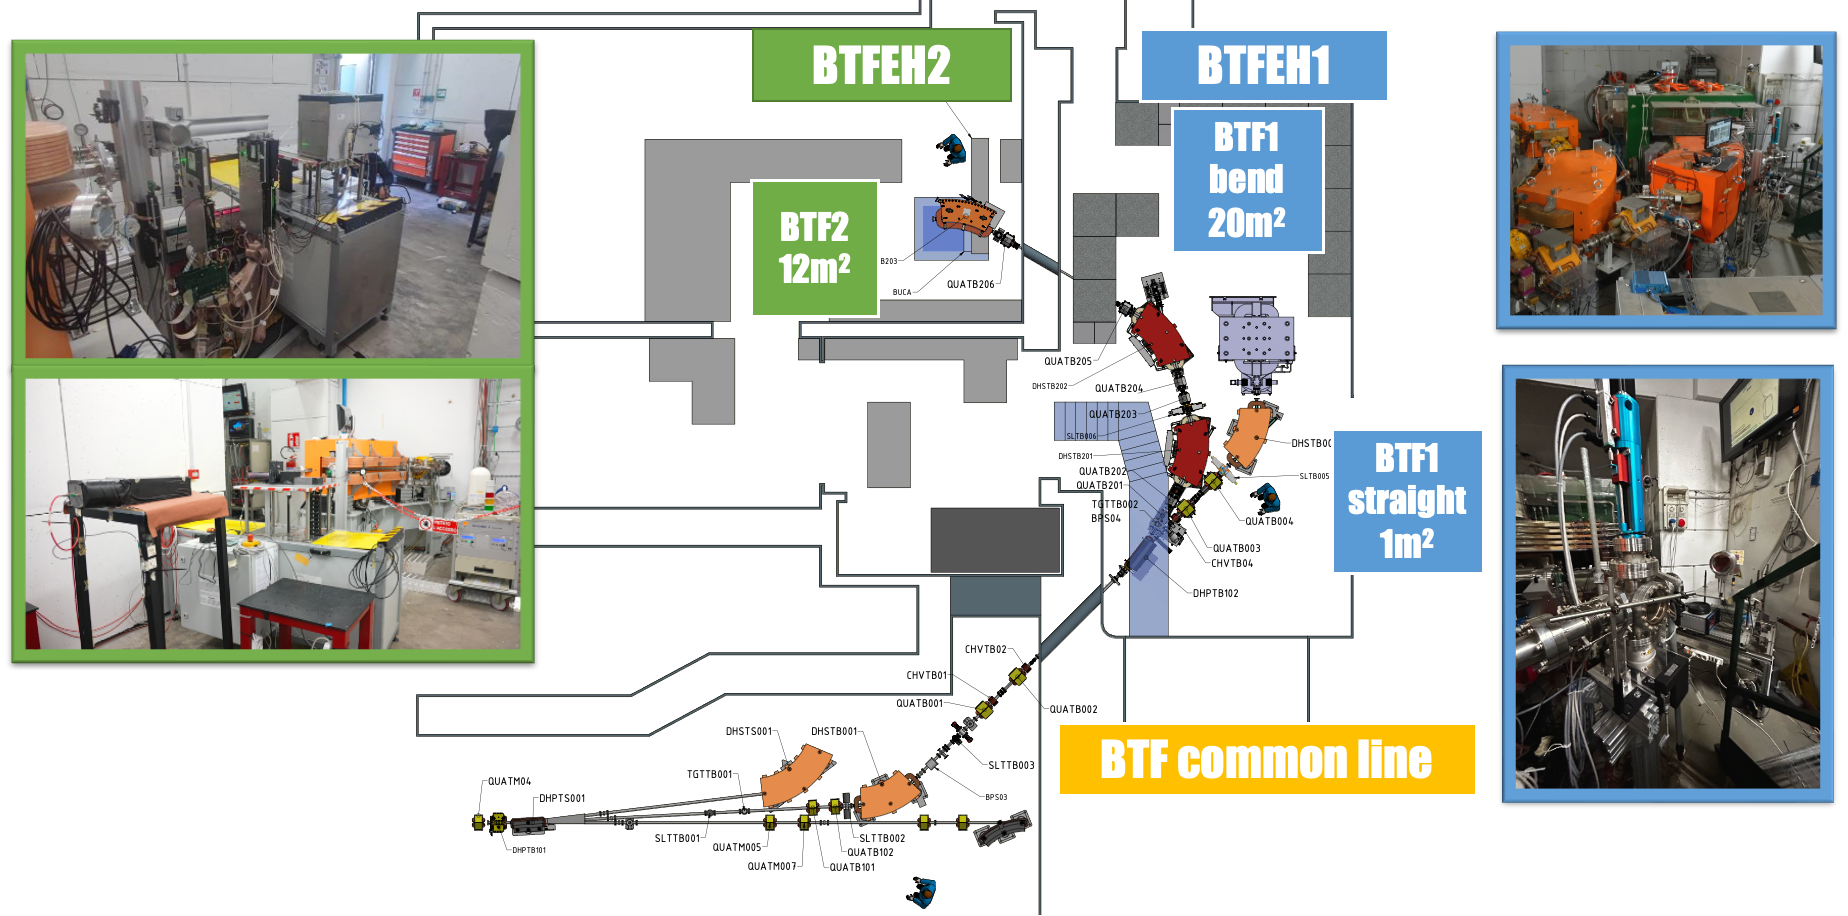 BTFEH2
BTFEH1
BTF1
bend
20m²
BTF2
12m²
B203
BUCA
QUATB206
QUATB205
DHSTB202
QUATB204
QUATB203
SLTB006
DHSTB201
QUATB202
QUATB201
TGTTB002
BPS04
DHSTB00
SLTB005
QUATB004
QUATB003
CHVTB04
DHPTB102
BTF1
straight
1m²
CHVTB02
CHVTB01
QUATB001
QUATB002
BTF common line
DHSTS001
DHSTB001
SLTTB003
TGTTB001
BPS03
QUATM04
DHPTS001
DHPTB101
SLTTB001
QUATM005
QUATM007
SLTTB002
QUATB102
QUATB101